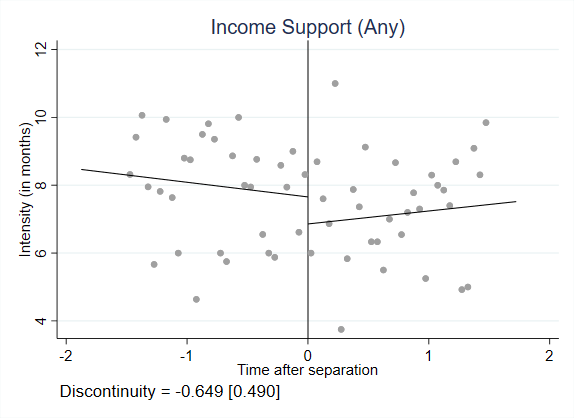 Income Support (Any)
Intensity (in months)
12
10
8
6
4
-2 -1 0 1 2
Time after separation
Discontinuity = -0.649 [0.490]